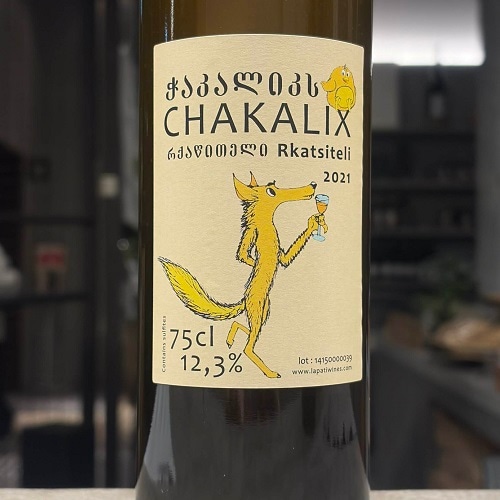 ჭაკალიქს
CHAKALIX
რქაწითელი Rkatsiteli
2021
Contains sulfites
75cl
12,3%
lot : 14150000039
www.lapatiwines.com